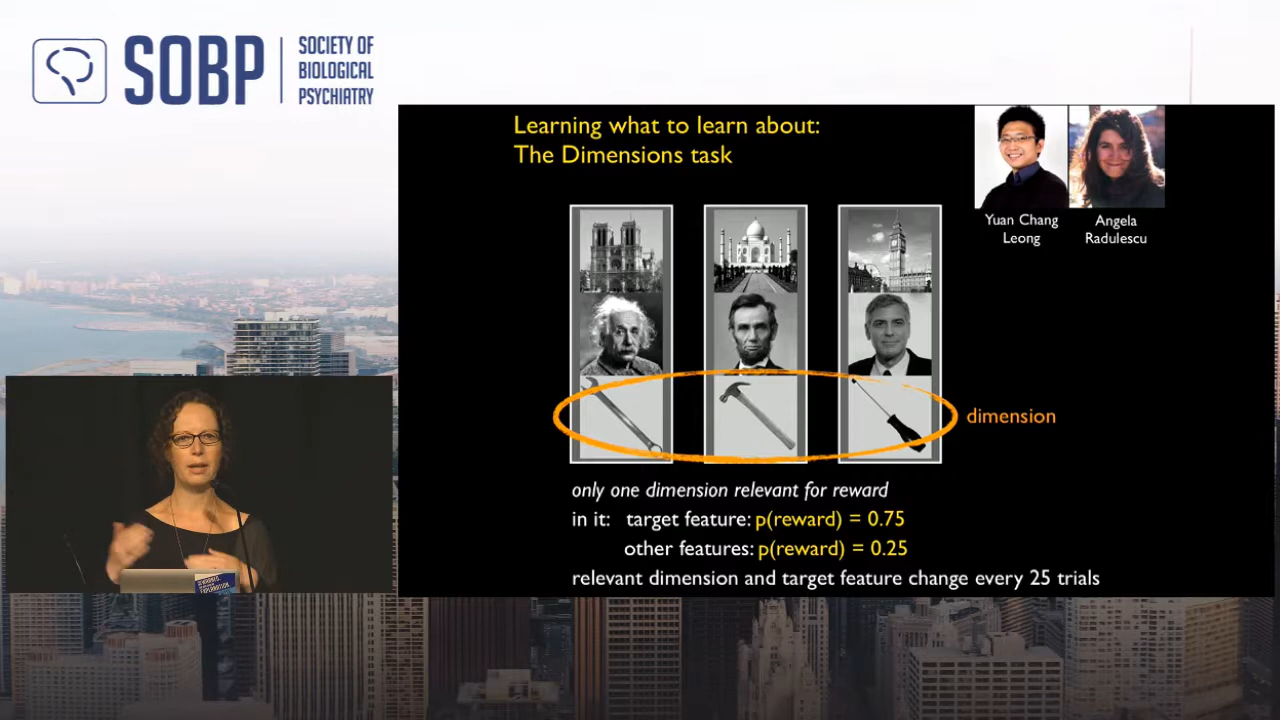 SOBP
SOCIETY OF
BIOLOGICAL
PSYCHIATRY
Learning what to learn about:
The Dimensions task
Yuan Chang
Leong
Angela
Radulescu
dimension
only one dimension relevant for reward
in it: target feature: p(reward) = 0.75
other features: p(reward) = 0.25
relevant dimension and target feature change every 25 trials